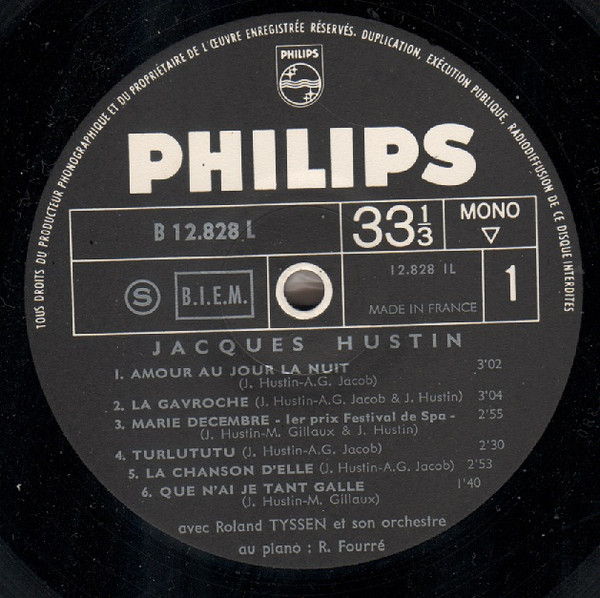 TOUS DROITS DU PRODUCTEUR PHONOGRAPHIQUE ET DU PROPRIÉTAIRE DE L'ŒUVRE ENREGISTRÉE RÉSERVÉS. DUPLICATION, EXÉCUTION PUBLIQUE, RADIODIFFUSION DE CE DISQUE INTERDITES
PHILIPS
PHILIPS
B 12.828 L
33 1/3
MONO
S
B.I.E.M.
12.828 1L
MADE IN FRANCE
1
JACQUES HUSTIN
1. AMOUR AU JOUR LA NUIT 3'02
(J. Hustin-A.G. Jacob)
2. LA GAVROCHE (J. Hustin-A.G. Jacob & J. Hustin) 3'04
3. MARIE DECEMBRE - 1er prix Festival de Spa - 2'55
(J. Hustin-M. Gillaux & J. Hustin)
4. TURLUTUTU (J. Hustin-A.G. Jacob) 2'30
5. LA CHANSON D'ELLE (J. Hustin-A.G. Jacob) 2'53
6. QUE N'AI JE TANT GALLE 1'40
(J. Hustin-M. Gillaux)
avec Roland TYSSEN et son orchestre
au piano : R. Fourré